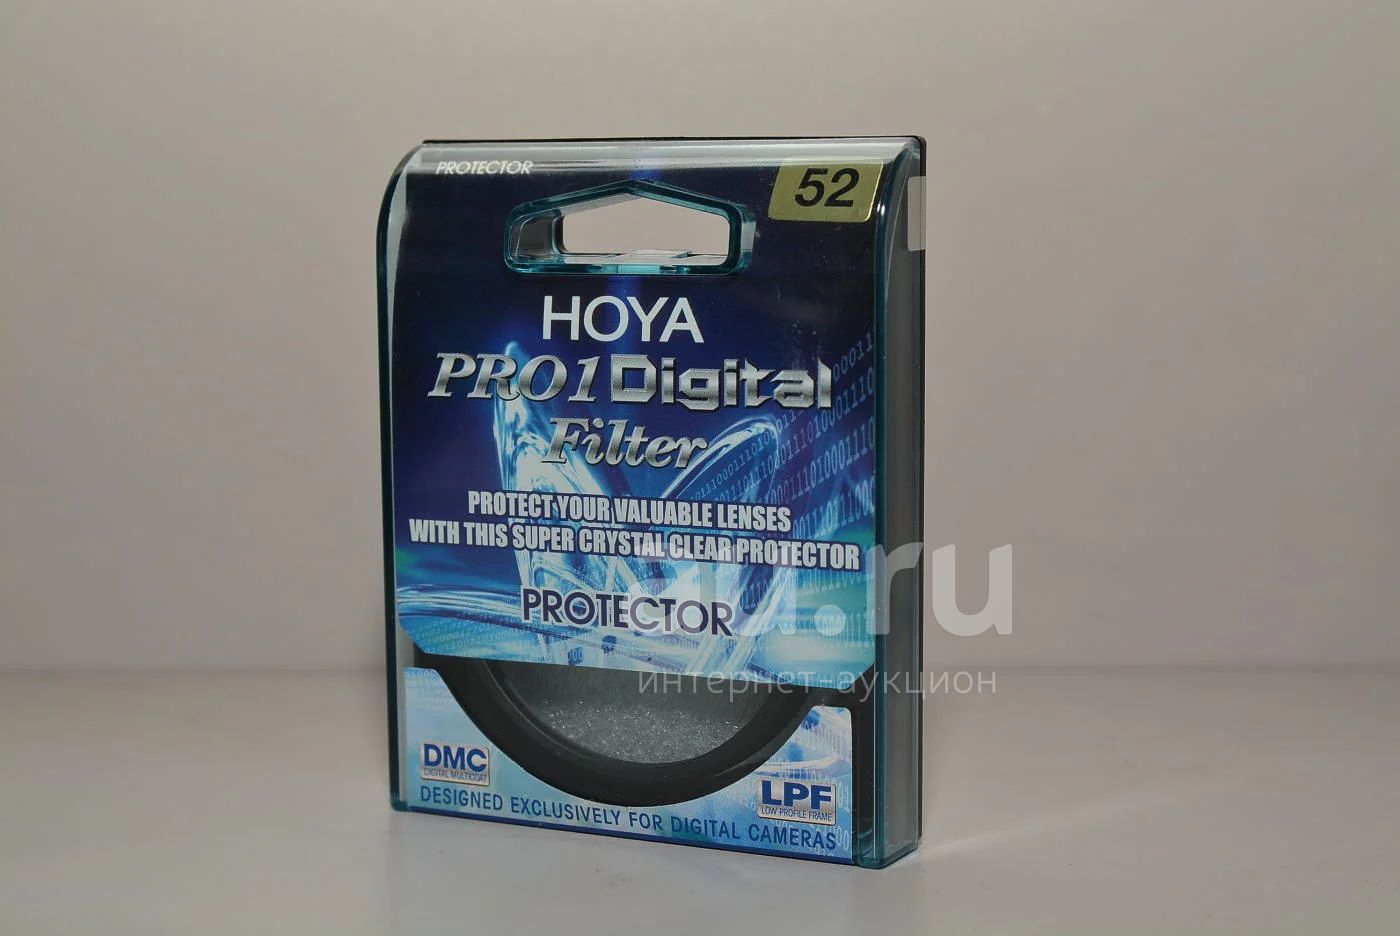 PROTECTOR
52
HOYA
PRO1 Digital
Filter
PROTECT YOUR VALUABLE LENSES
WITH THIS SUPER CRYSTAL CLEAR PROTECTOR
au.ru
PROTECTOR
интернет-аукцион
DMC
DIGITAL MULTICOAT
LPF
LOW PROFILE FRAME
DESIGNED EXCLUSIVELY FOR DIGITAL CAMERAS